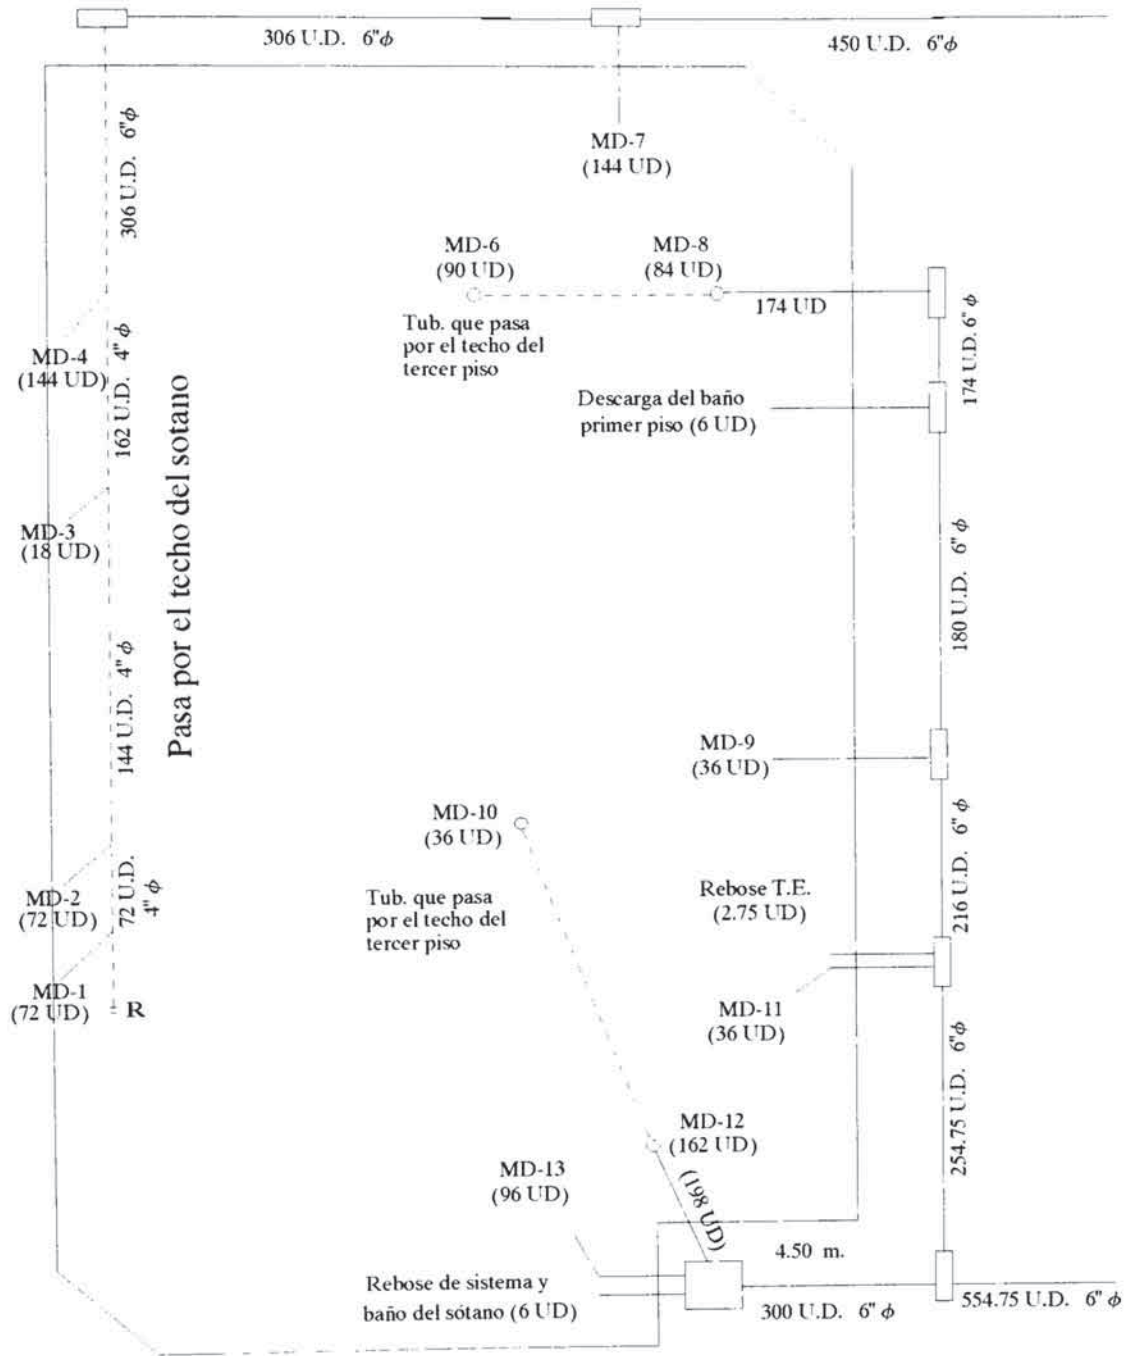 306 U.D. 6"ϕ
450 U.D. 6"ϕ
MD-7
(144 UD)
306 U.D. 6"ϕ
MD-6
(90 UD)
MD-8
(84 UD)
174 UD
Tub. que pasa
por el techo del
tercer piso
174 U.D. 6"ϕ
MD-4
(144 UD)
162 U.D. 4" ϕ
Descarga del baño
primer piso (6 UD)
Pasa por el techo del sotano
MD-3
(18 UD)
180 U.D. 6" ϕ
144 U.D. 4" ϕ
MD-9
(36 UD)
MD-10
(36 UD)
216 U.D. 6" ϕ
72 U.D.
4" ϕ
MD-2
(72 UD)
Tub. que pasa
por el techo del
tercer piso
Rebose T.E.
(2.75 UD)
MD-1
(72 UD)
R
MD-11
(36 UD)
254.75 U.D. 6"ϕ
MD-12
(162 UD)
MD-13
(96 UD)
(198 UD)
4.50 m.
Rebose de sistema y
baño del sótano (6 UD)
300 U.D. 6" ϕ
554.75 U.D. 6" ϕ